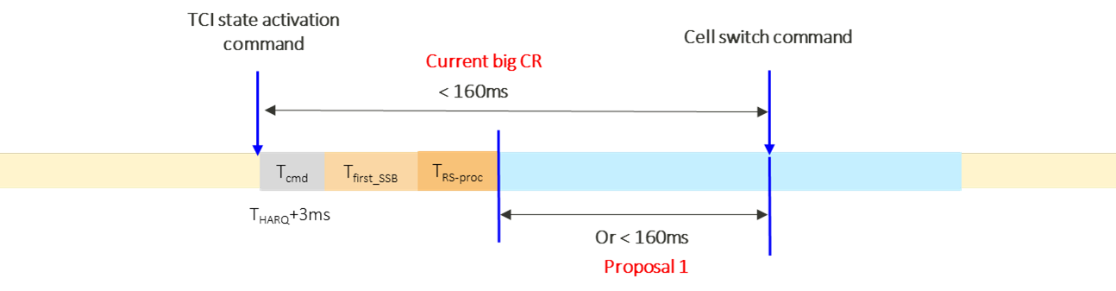 TCI state activation
command
Cell switch command
Current big CR
< 160ms
Tcmd
Tfirst_SSB
TRS-proc
THARQ+3ms
Or < 160ms
Proposal 1